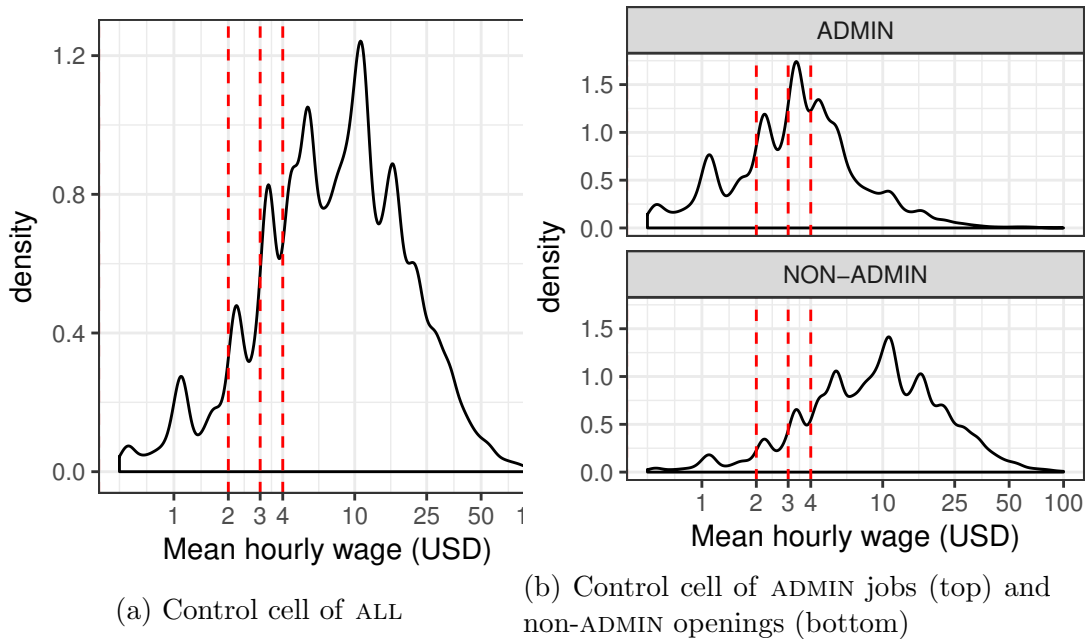 1.2
0.8
0.4
0.0
density
1 2 3 4 10 25 50 1
Mean hourly wage (USD)
(a) Control cell of ALL
ADMIN
1.5
1.0
0.5
0.0
NON−ADMIN
1.5
1.0
0.5
0.0
density
1 2 3 4 10 25 50 100
Mean hourly wage (USD)
(b) Control cell of ADMIN jobs (top) and
non-ADMIN openings (bottom)